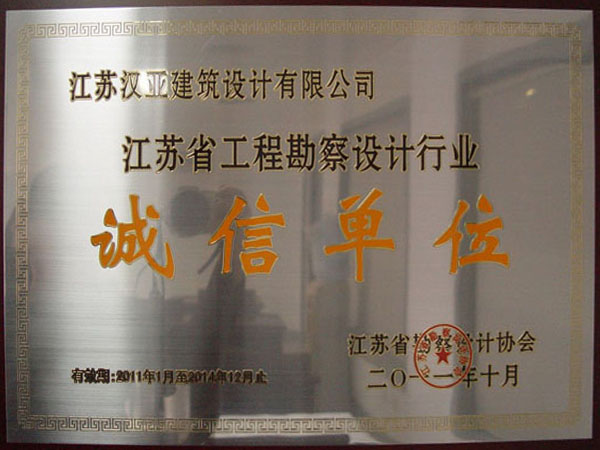 江苏汉亚建筑设计有限公司
江苏省工程勘察设计行业
诚信单位
江苏省勘察设计协会
有效期:2011年1月至2014年12月止
二〇一一年十月